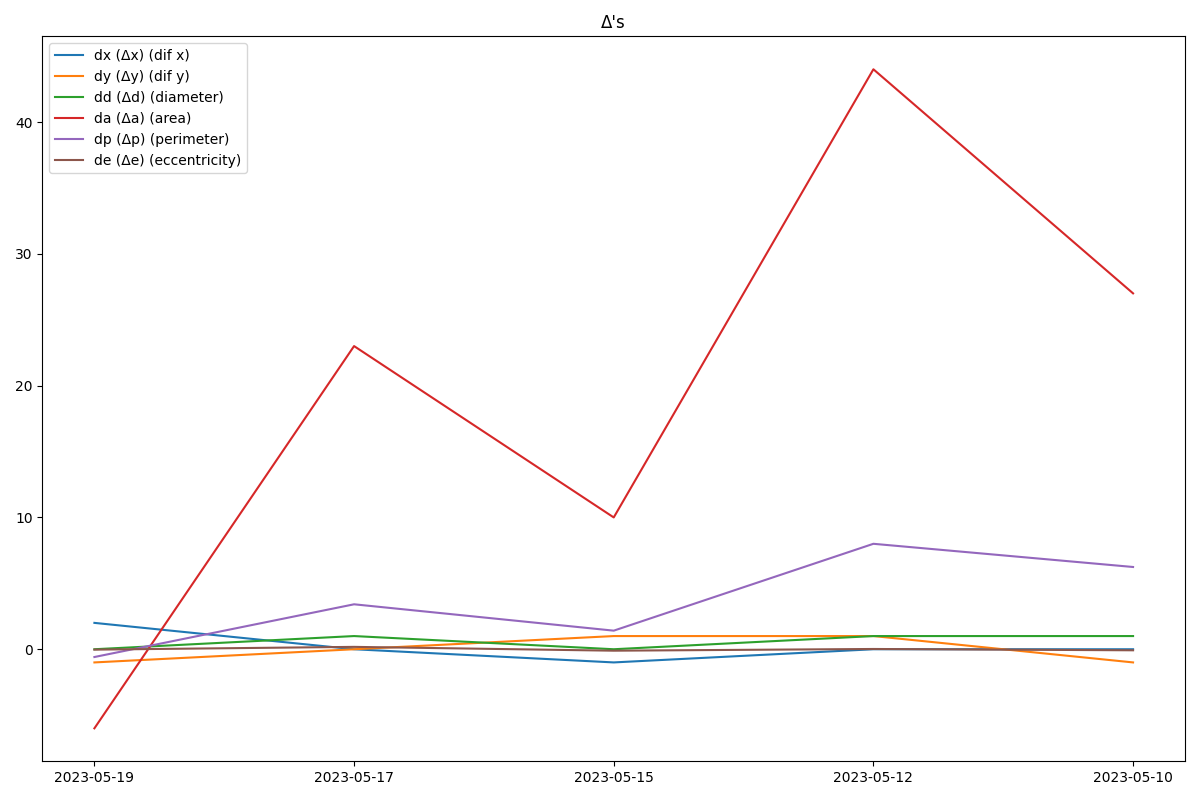 Δ's
dx (Δx) (dif x)
dy (Δy) (dif y)
dd (Δd) (diameter)
da (Δa) (area)
dp (Δp) (perimeter)
de (Δe) (eccentricity)
40
30
20
10
0
2023-05-19 2023-05-17 2023-05-15 2023-05-12 2023-05-10